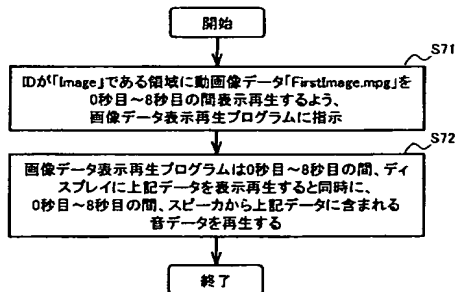 開始
S71
IDが「Image」である領域に動画像データ「FirstImage.mpg」を
0秒目～8秒目の間表示再生するよう、
画像データ表示再生プログラムに指示
S72
画像データ表示再生プログラムは0秒目～8秒目の間、ディ
スプレイに上記データを表示再生すると同時に、
0秒目～8秒目の間、スピーカから上記データに含まれる
音データを再生する
終了